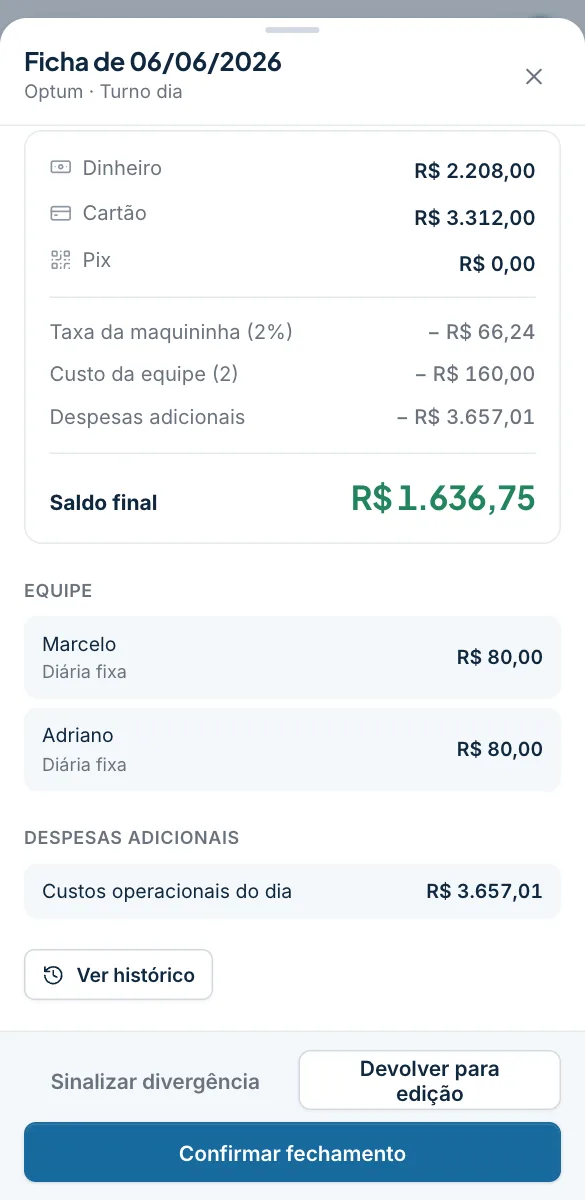 Ficha de 06/06/2026
Optum · Turno dia
Dinheiro R$ 2.208,00
Cartão R$ 3.312,00
Pix R$ 0,00
Taxa da maquininha (2%) – R$ 66,24
Custo da equipe (2) – R$ 160,00
Despesas adicionais – R$ 3.657,01
Saldo final R$ 1.636,75
EQUIPE
Marcelo
Diária fixa R$ 80,00
Adriano
Diária fixa R$ 80,00
DESPESAS ADICIONAIS
Custos operacionais do dia R$ 3.657,01
Ver histórico
Sinalizar divergência
Devolver para
edição
Confirmar fechamento